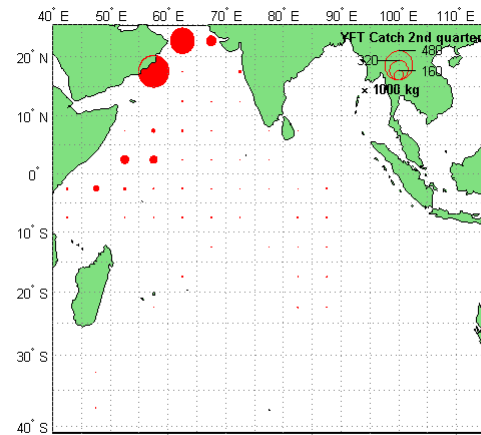 40° E 50° E 60° E 70° E 80° E 90° E 100° E 110° E
YFT Catch 2nd quarter
480
320
160
× 1000 kg
20° N
10° N
0°
10° S
20° S
30° S
40° S